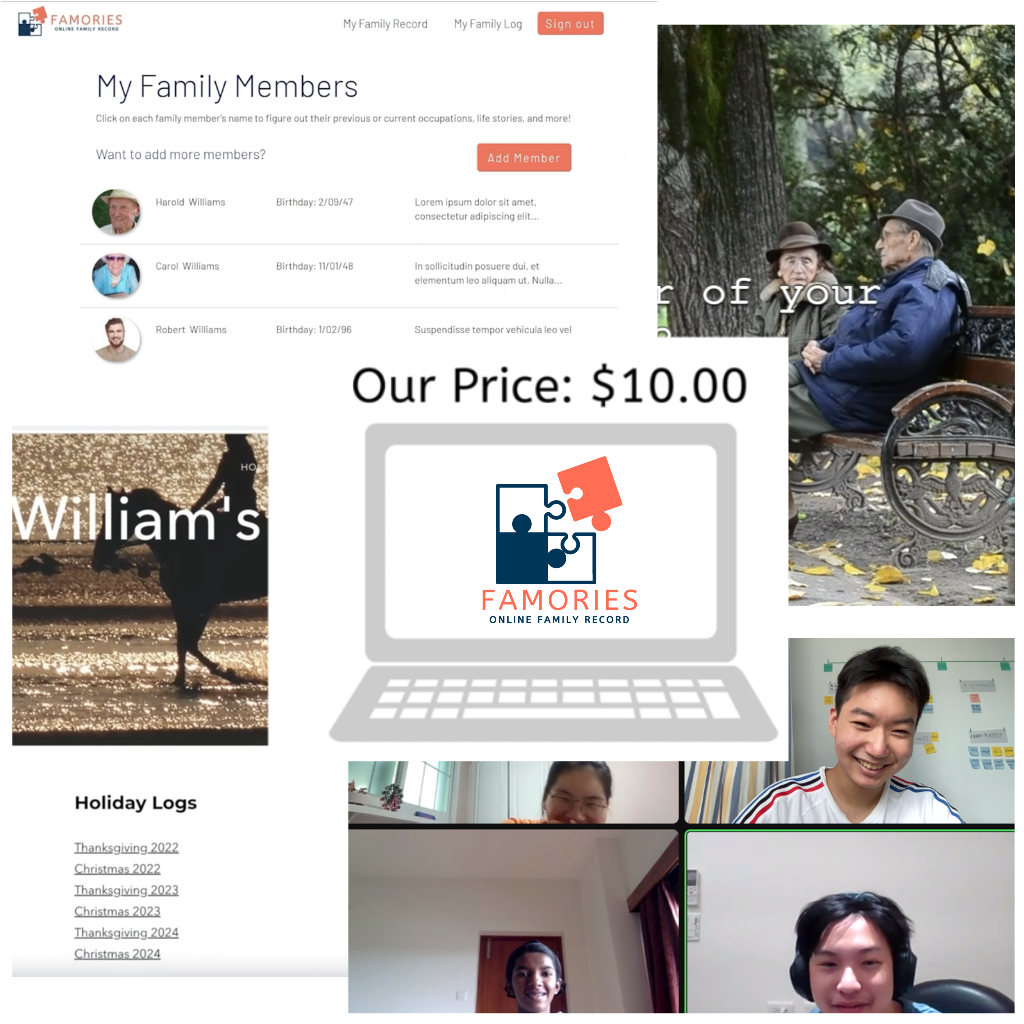 FAMORIES
ONLINE FAMILY RECORD
My Family Record
My Family Log
Sign out
My Family Members
Click on each family member's name to figure out their previous or current occupations, life stories, and more!
Want to add more members?
Add Member
Harold Williams
Birthday: 2/09/47
Lorem ipsum dolor sit amet,
consectetur adipiscing elit...
Carol Williams
Birthday: 11/01/48
In sollicitudin posuere dui, et
elementum leo aliquam ut. Nulla...
Robert Williams
Birthday: 1/02/96
Suspendisse tempor vehicula leo vel
r of your
Our Price: $10.00
HO
William's
FAMORIES
ONLINE FAMILY RECORD
Holiday Logs
Thanksgiving 2022
Christmas 2022
Thanksgiving 2023
Christmas 2023
Thanksgiving 2024
Christmas 2024